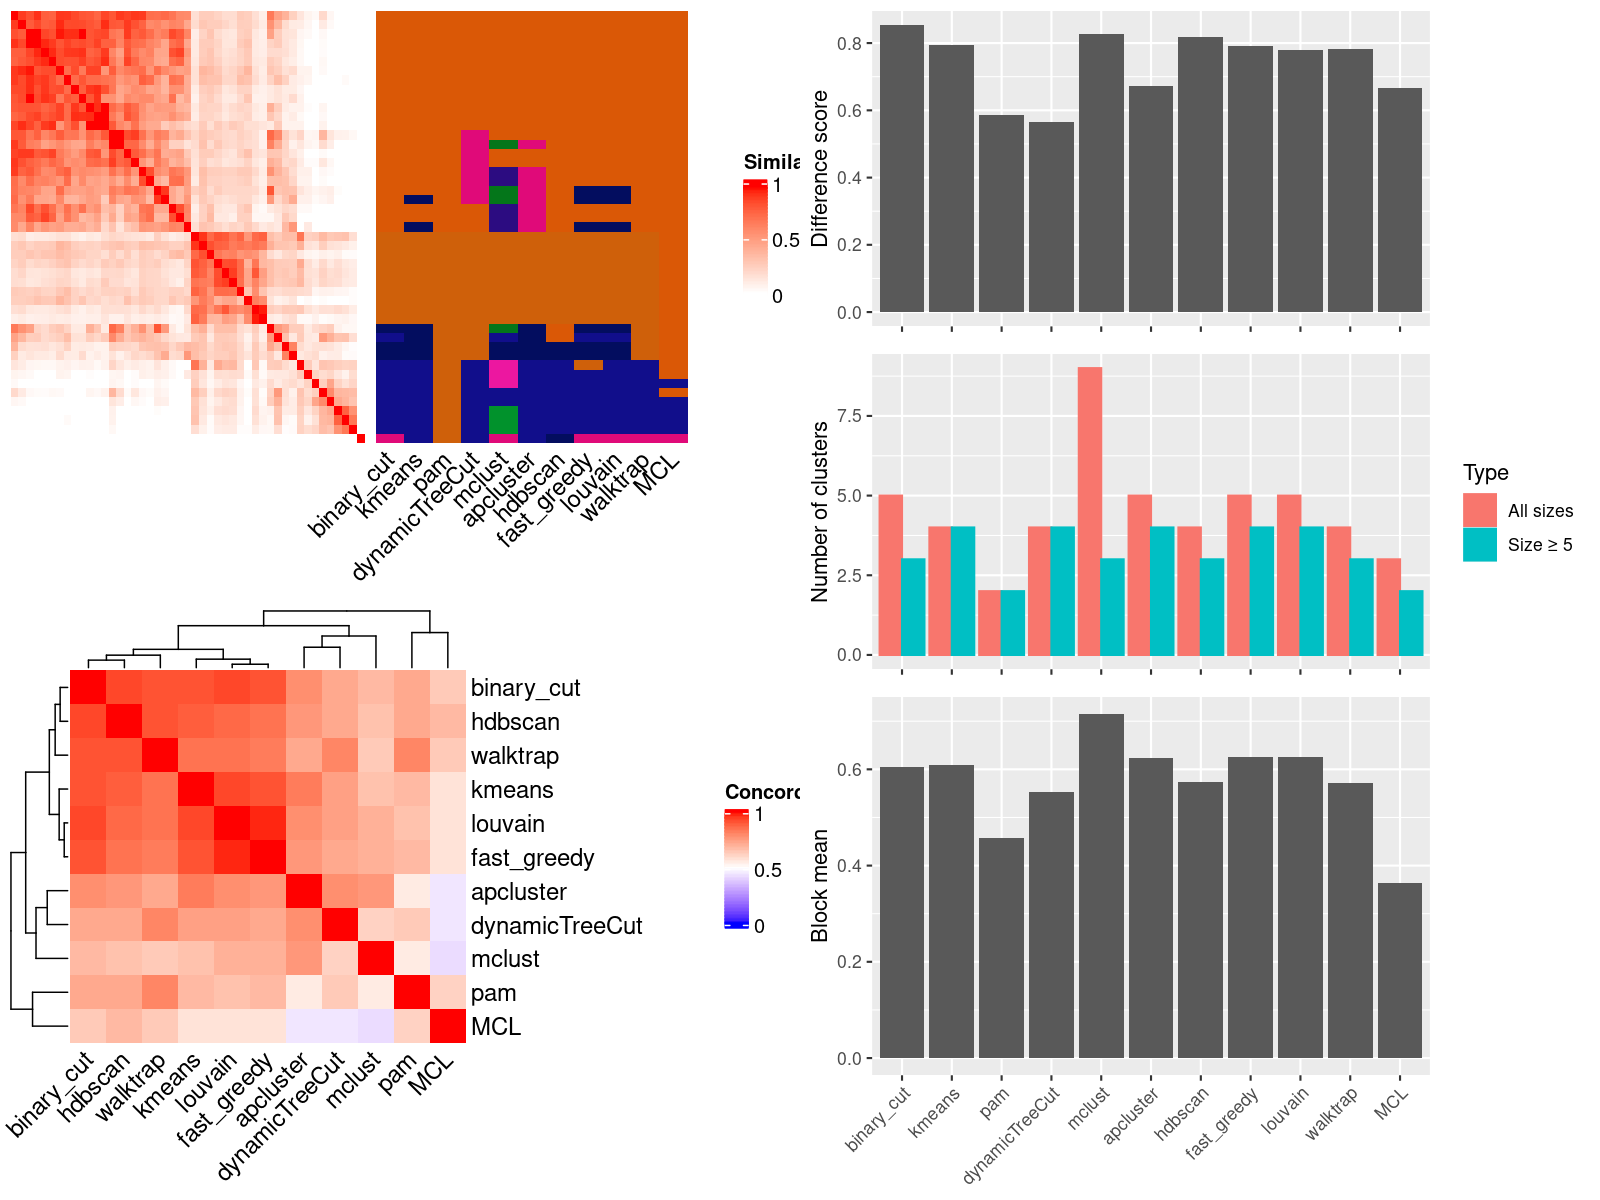 Simila
1
0.5
0
binary_cut
kmeans
pam
dynamicTreeCut
mclust
apcluster
hdbscan
fast_greedy
louvain
walktrap
MCL
binary_cut
hdbscan
walktrap
kmeans
louvain
fast_greedy
apcluster
dynamicTreeCut
mclust
pam
MCL
binary_cut
hdbscan
walktrap
kmeans
louvain
fast_greedy
apcluster
dynamicTreeCut
mclust
pam
MCL
Concord
1
0.5
0
Difference score
0.8
0.6
0.4
0.2
0.0
Number of clusters
7.5
5.0
2.5
0.0
Type
All sizes
Size ≥ 5
Block mean
0.6
0.4
0.2
0.0
binary_cut
kmeans
pam
dynamicTreeCut
mclust
apcluster
hdbscan
fast_greedy
louvain
walktrap
MCL